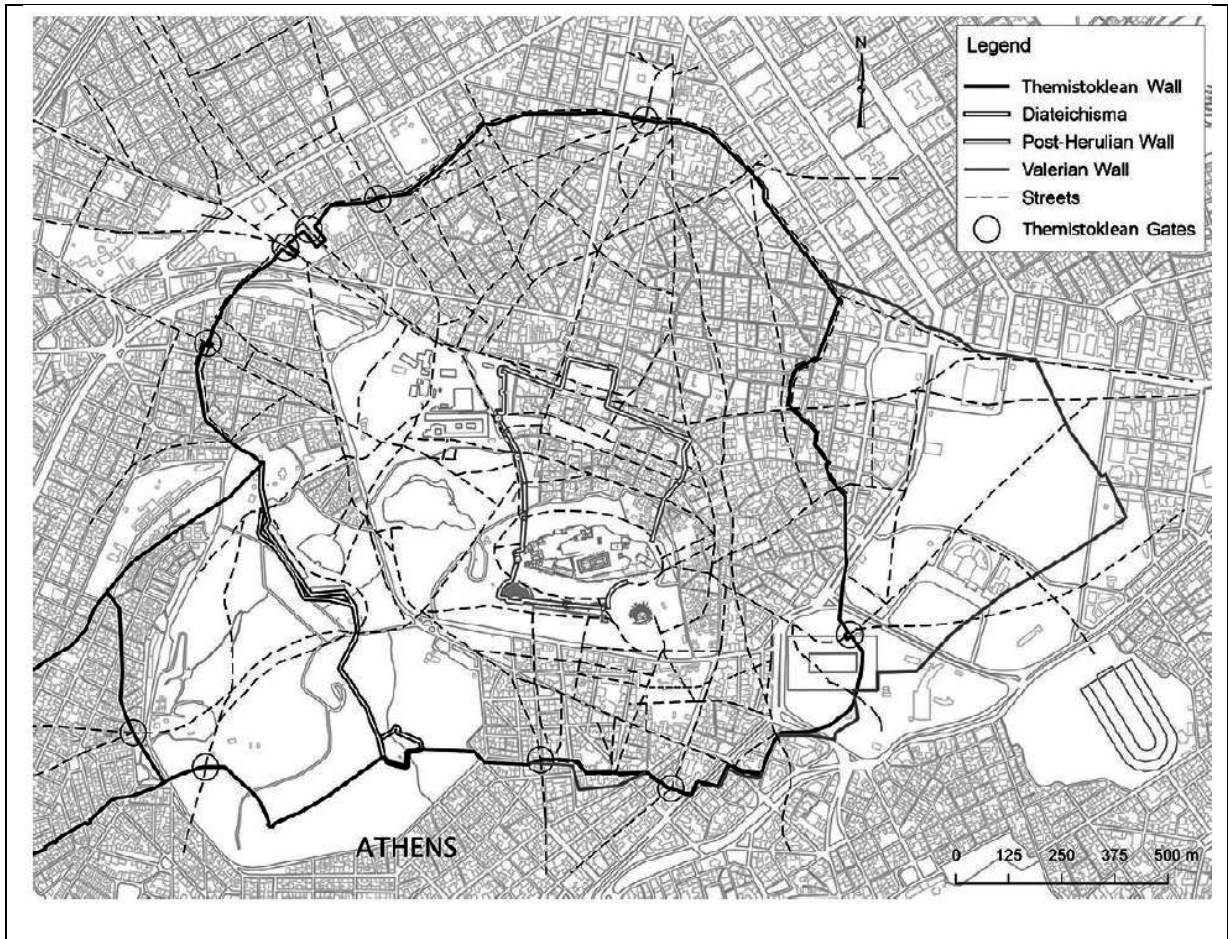 N
Legend
Themistoklean Wall
Diateichisma
Post-Herulian Wall
Valerian Wall
Streets
Themistoklean Gates
ATHENS
0 125 250 375 500 m